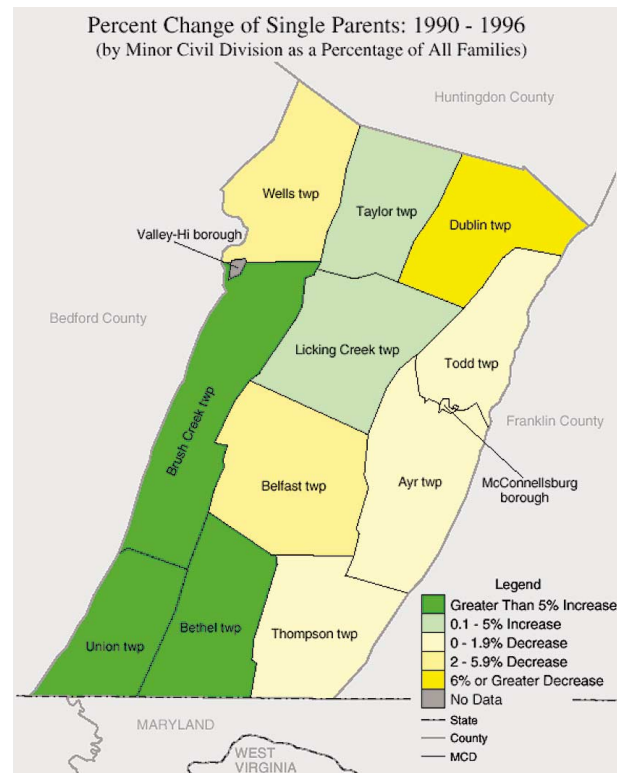 Percent Change of Single Parents: 1990 - 1996
(by Minor Civil Division as a Percentage of All Families)
Huntingdon County
Wells twp
Taylor twp
Dublin twp
Valley-Hi borough
Bedford County
Licking Creek twp
Todd twp
Brush Creek twp
Franklin County
Belfast twp
Ayr twp
McConnellsburg
borough
Bethel twp
Thompson twp
Union twp
Legend
Greater Than 5% Increase
0.1 - 5% Increase
0 - 1.9% Decrease
2 - 5.9% Decrease
6% or Greater Decrease
No Data
State
County
MCD
MARYLAND
WEST
VIRGINIA